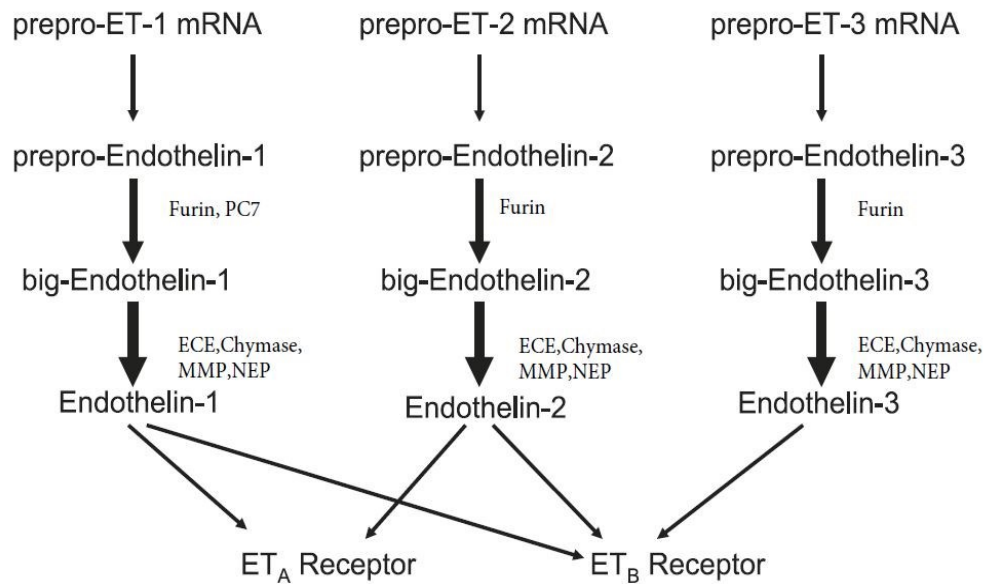 prepro-ET-1 mRNA
prepro-ET-2 mRNA
prepro-ET-3 mRNA
prepro-Endothelin-1
prepro-Endothelin-2
prepro-Endothelin-3
Furin, PC7
Furin
Furin
big-Endothelin-1
big-Endothelin-2
big-Endothelin-3
ECE,Chymase,
MMP,NEP
ECE,Chymase,
MMP,NEP
ECE,Chymase,
MMP,NEP
Endothelin-1
Endothelin-2
Endothelin-3
ET_A Receptor
ET_B Receptor